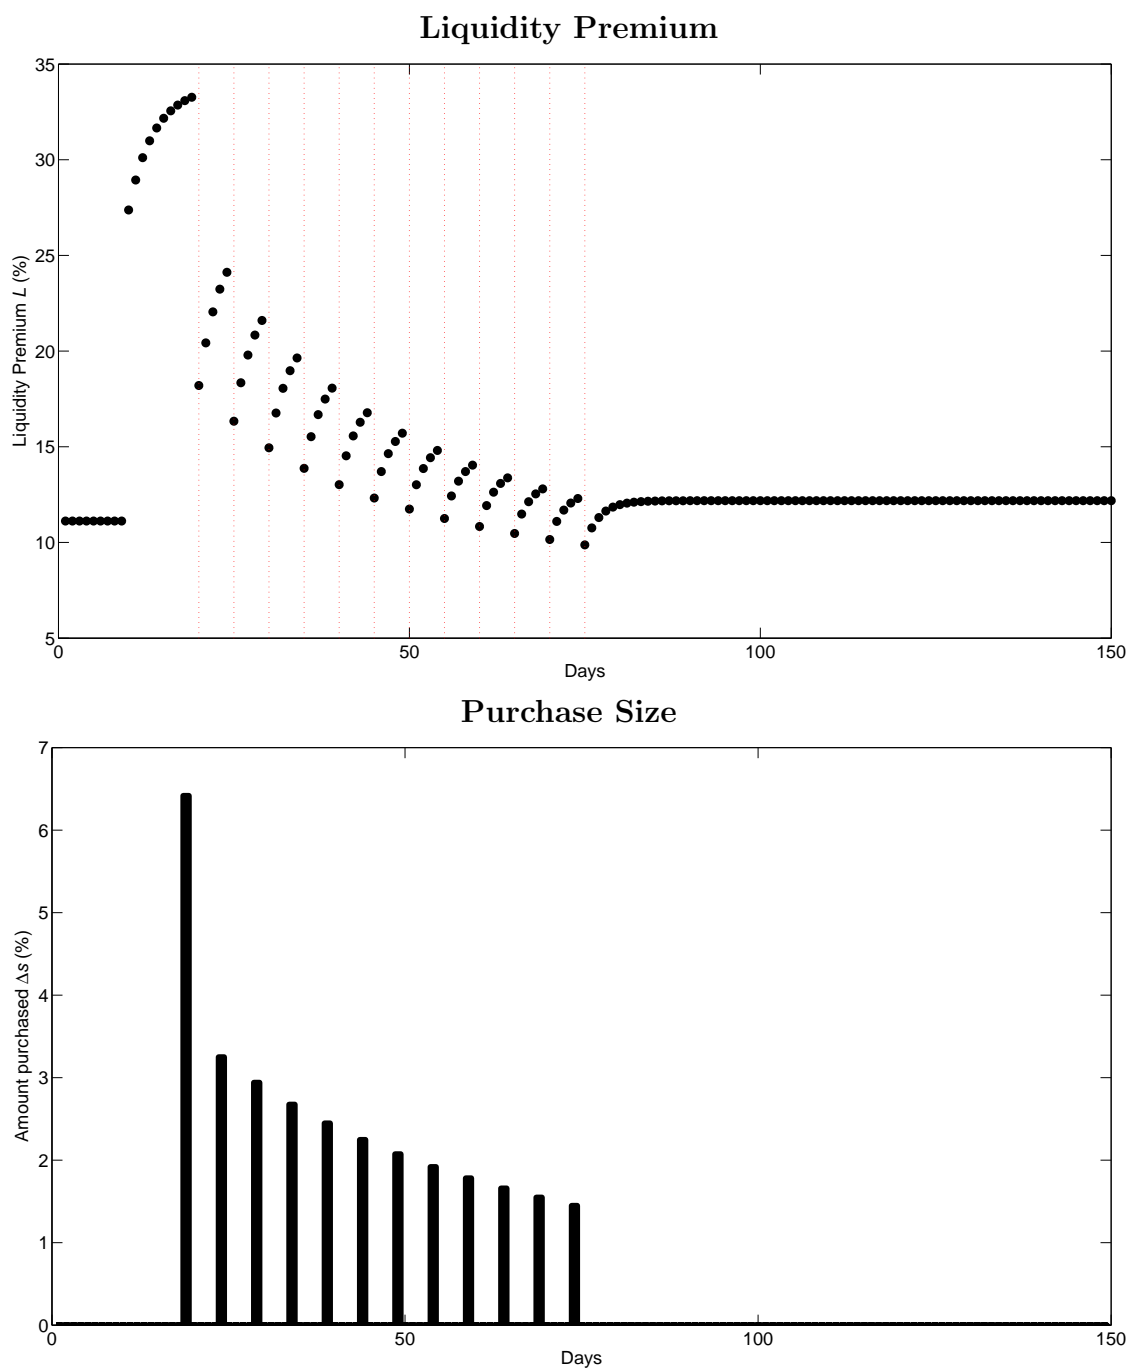 Liquidity Premium
35
30
25
20
15
10
5
Liquidity Premium L (%)
0 50 100 150
Days
Purchase Size
7
6
5
4
3
2
1
0
Amount purchased Δs (%)
0 50 100 150
Days